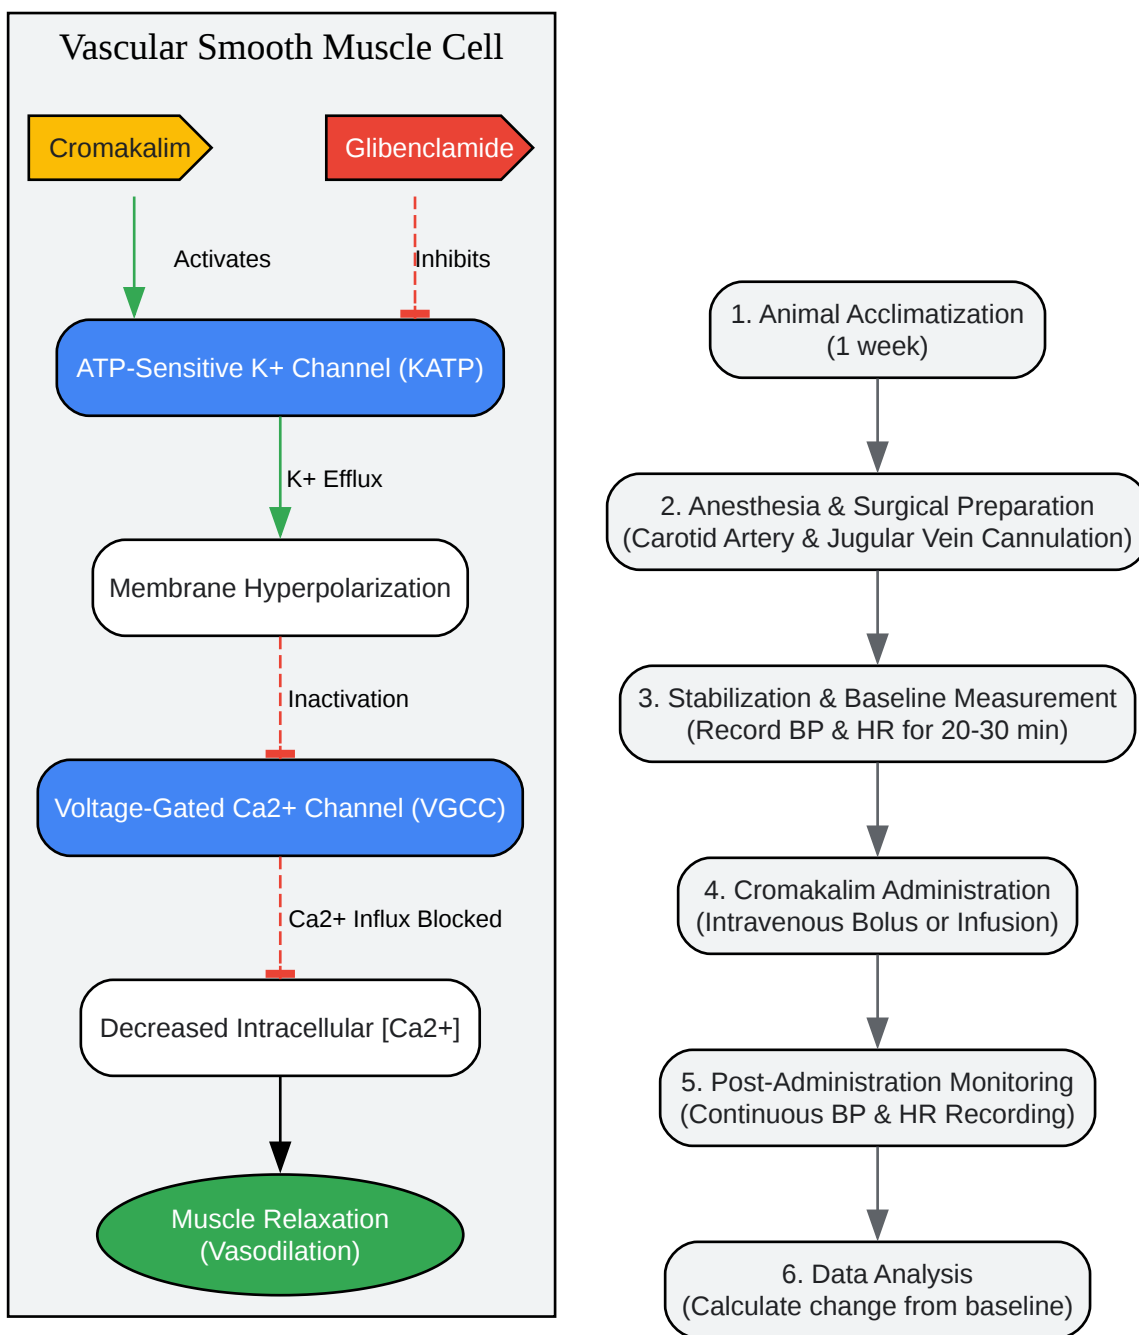 Vascular Smooth Muscle Cell
Cromakalim
Glibenclamide
Activates
Inhibits
ATP-Sensitive K+ Channel (KATP)
K+ Efflux
Membrane Hyperpolarization
Inactivation
Voltage-Gated Ca2+ Channel (VGCC)
Ca2+ Influx Blocked
Decreased Intracellular [Ca2+]
Muscle Relaxation
(Vasodilation)
1. Animal Acclimatization
(1 week)
2. Anesthesia & Surgical Preparation
(Carotid Artery & Jugular Vein Cannulation)
3. Stabilization & Baseline Measurement
(Record BP & HR for 20-30 min)
4. Cromakalim Administration
(Intravenous Bolus or Infusion)
5. Post-Administration Monitoring
(Continuous BP & HR Recording)
6. Data Analysis
(Calculate change from baseline)